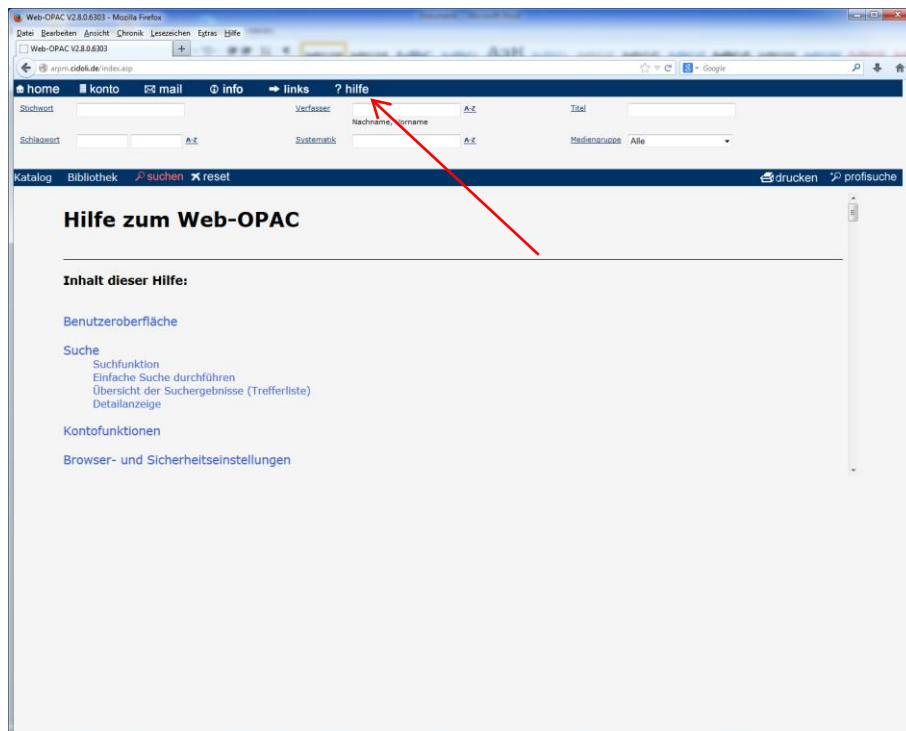 Web-OPAC V2.8.0.6303 - Mozilla Firefox
Datei Bearbeiten Ansicht Chronik Lesezeichen Extras Hilfe
Web-OPAC V2.8.0.6303 +
arpm.cidoli.de/index.asp Google
home konto mail info links ? hilfe
Stichwort Verfasser A-Z Titel
Nachname, Vorname
Schlagwort A-Z Systematik A-Z Mediengruppe Alle
Katalog Bibliothek suchen reset drucken profisuche
Hilfe zum Web-OPAC
Inhalt dieser Hilfe:
Benutzeroberfläche
Suche
Suchfunktion
Einfache Suche durchführen
Übersicht der Suchergebnisse (Trefferliste)
Detailanzeige
Kontofunktionen
Browser- und Sicherheitseinstellungen